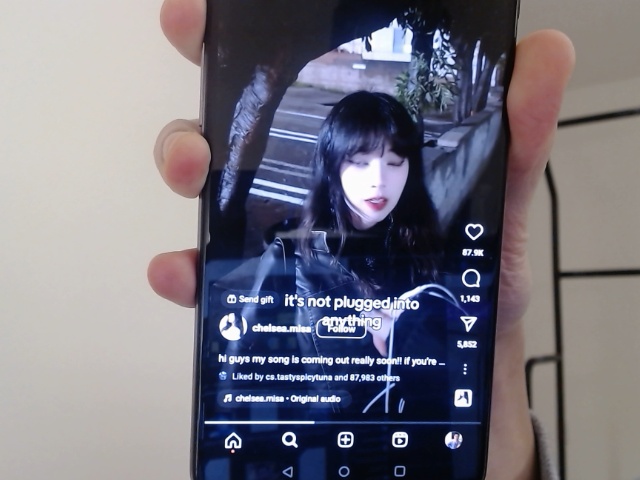 87.9K
Send gift
it's not plugged into
anything
1,143
chelsea.misa Follow
5,852
hi guys my song is coming out really soon!! if you're ...
Liked by cs.tastyspicytuna and 87,983 others
chelsea.misa • Original audio